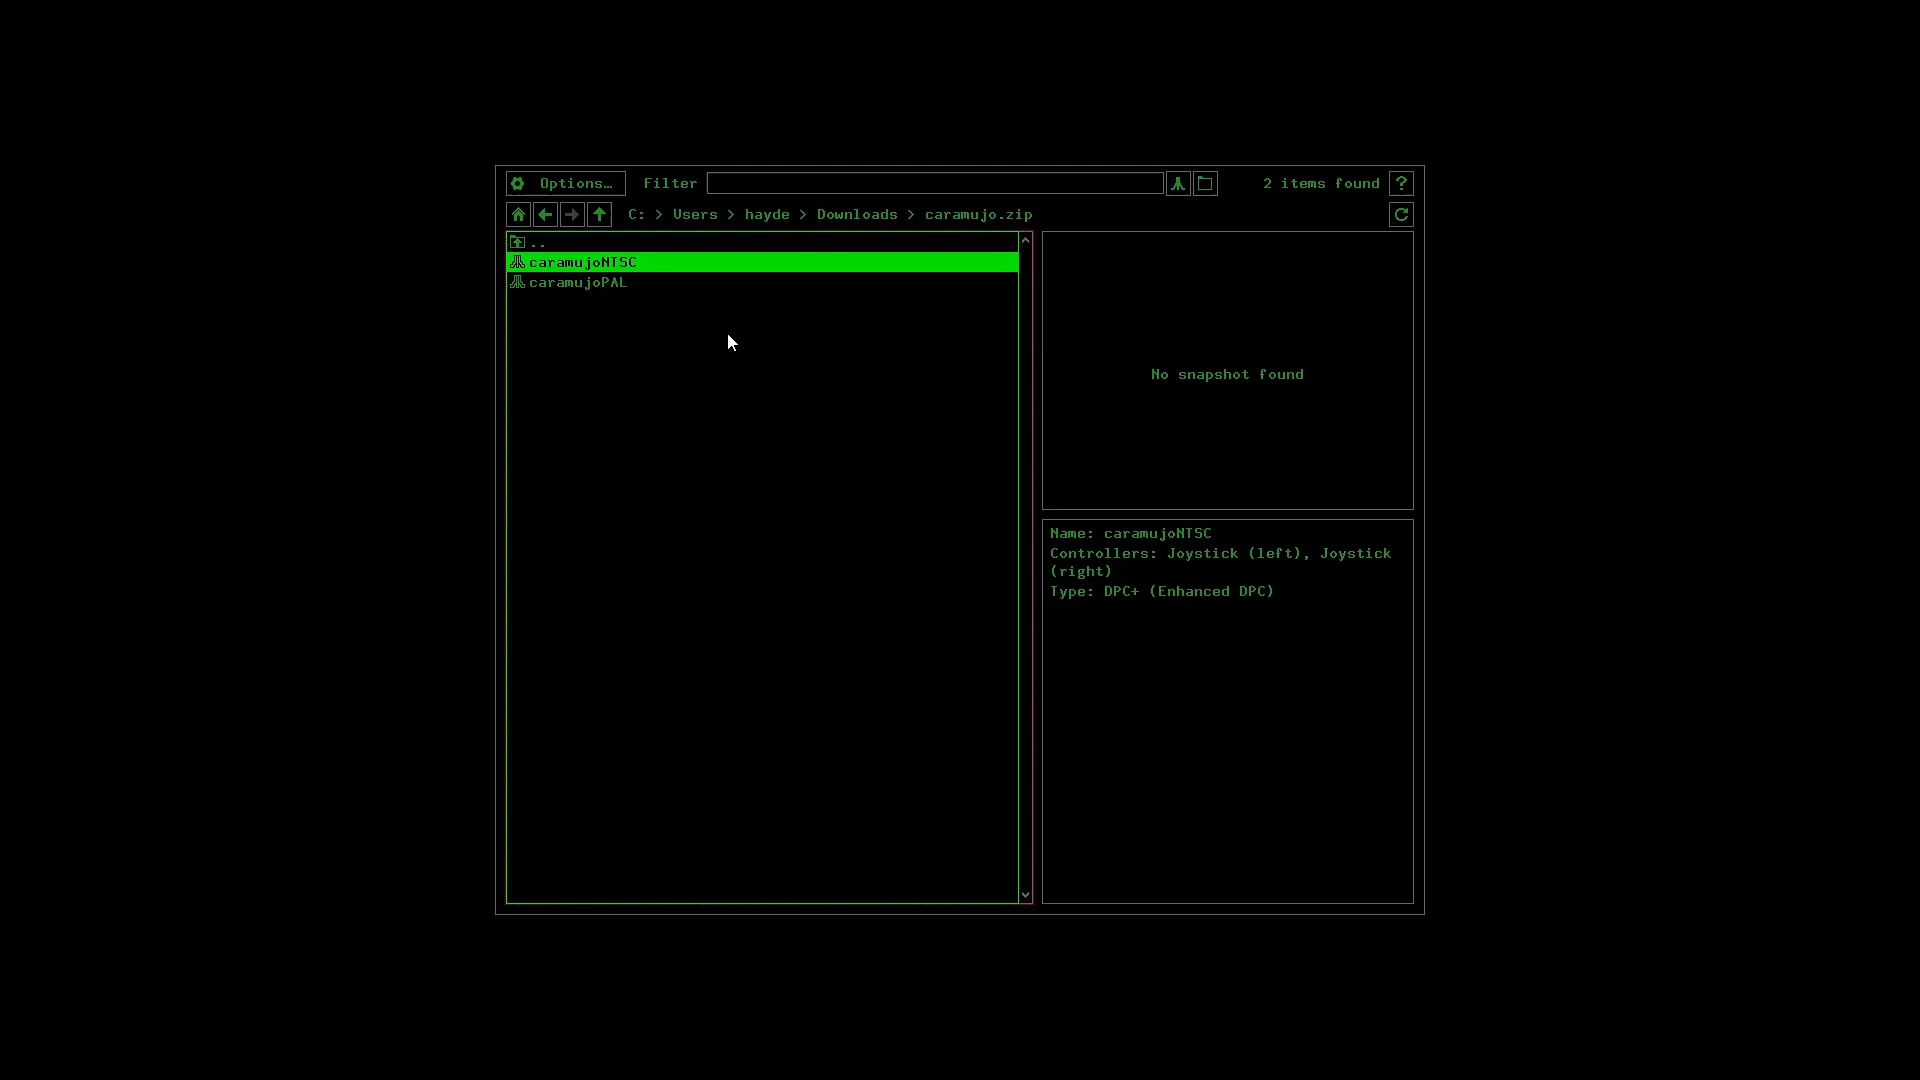 Options…
Filter
2 items found
?
C: > Users > hayde > Downloads > caramujo.zip
..
caramujoNTSC
caramujoPAL
No snapshot found
Name: caramujoNTSC
Controllers: Joystick (left), Joystick
(right)
Type: DPC+ (Enhanced DPC)